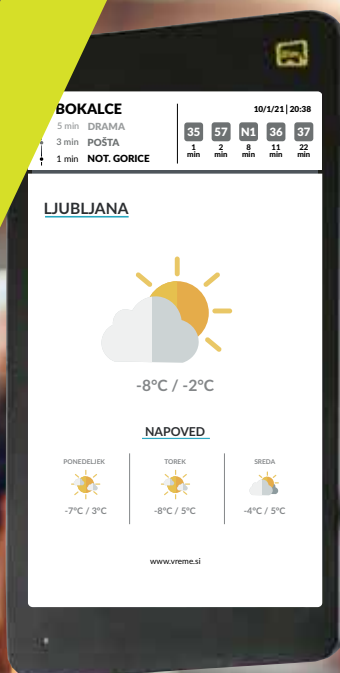 BOKALCE
5 min DRAMA
3 min POŠTA
1 min NOT. GORICE
10/1/21 | 20:38
35 57 N1 36 37
1 2 8 11 22
min min min min min
LJUBLJANA
-8°C / -2°C
NAPOVED
PONEDELJEK TOREK SREDA
-7°C / 3°C -8°C / 5°C -4°C / 5°C
www.vreme.si